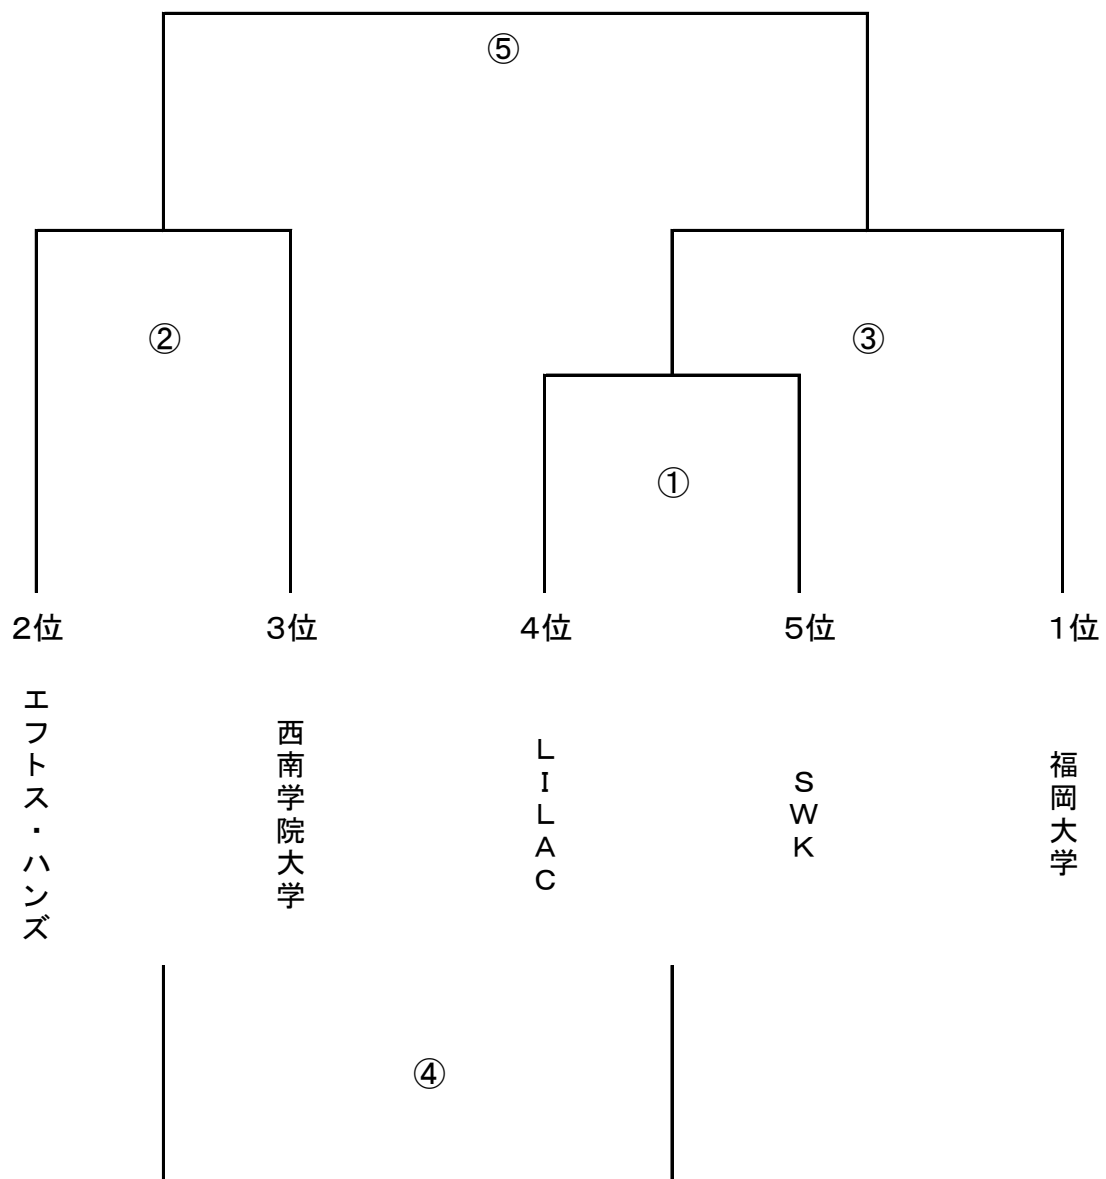 ⑤
②
③
①
２位
３位
４位
５位
１位
エフトス・ハンズ
西南学院大学
ＬＩＬＡＣ
ＳＷＫ
福岡大学
④